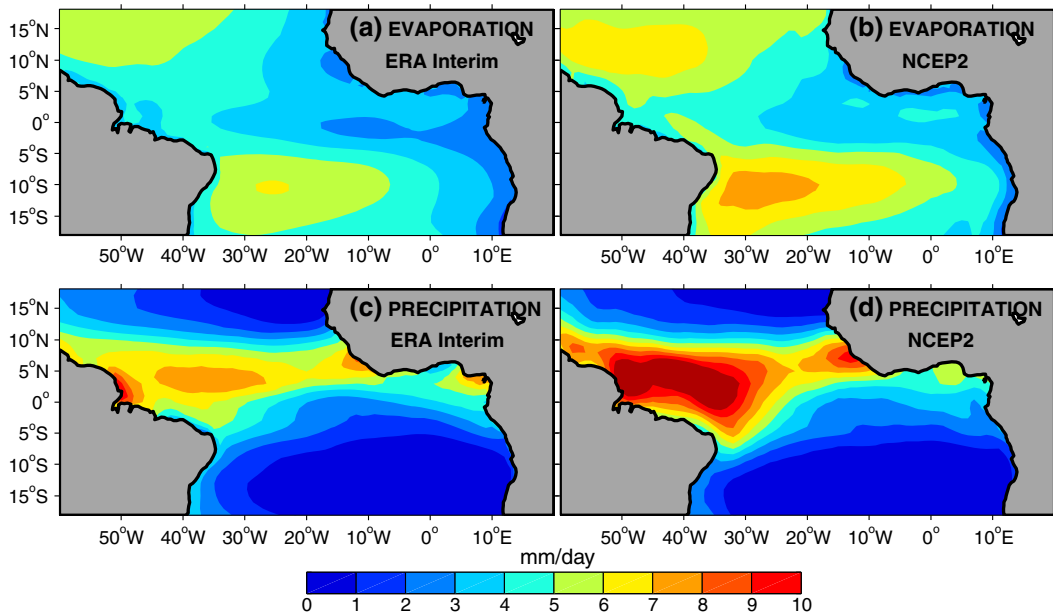 (a) EVAPORATION
ERA Interim
(b) EVAPORATION
NCEP2
15°N
10°N
5°N
0°
5°S
10°S
15°S
50°W 40°W 30°W 20°W 10°W 0° 10°E
50°W 40°W 30°W 20°W 10°W 0° 10°E
(c) PRECIPITATION
ERA Interim
(d) PRECIPITATION
NCEP2
15°N
10°N
5°N
0°
5°S
10°S
15°S
50°W 40°W 30°W 20°W 10°W 0° 10°E
50°W 40°W 30°W 20°W 10°W 0° 10°E
mm/day
0 1 2 3 4 5 6 7 8 9 10